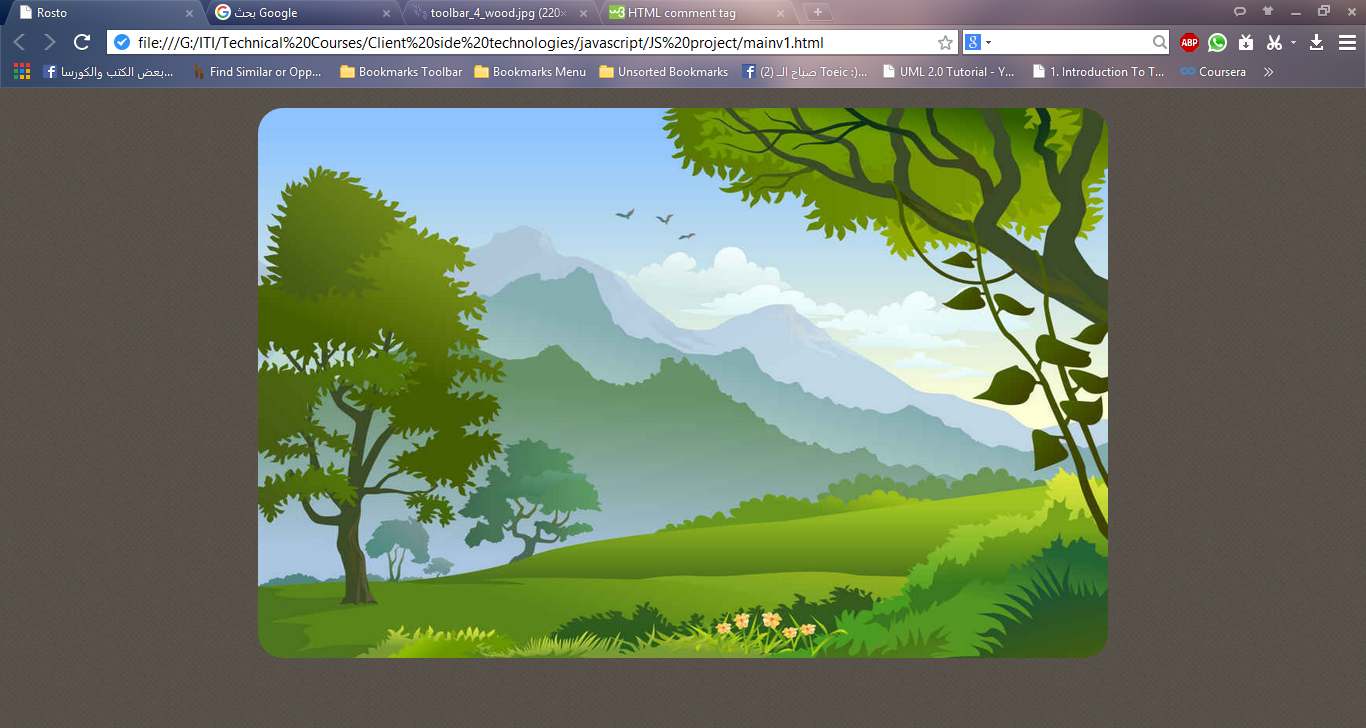 Rosto
بحث Google
toolbar_4_wood.jpg (220×
HTML comment tag
file:///G:/ITI/Technical%20Courses/Client%20side%20technologies/javascript/JS%20project/mainv1.html
8
ABP
بعض الكتب والكورسا...
Find Similar or Opp...
Bookmarks Toolbar
Bookmarks Menu
Unsorted Bookmarks
(2) صباح الـ Toeic :)...
UML 2.0 Tutorial - Y...
1. Introduction To T...
Coursera